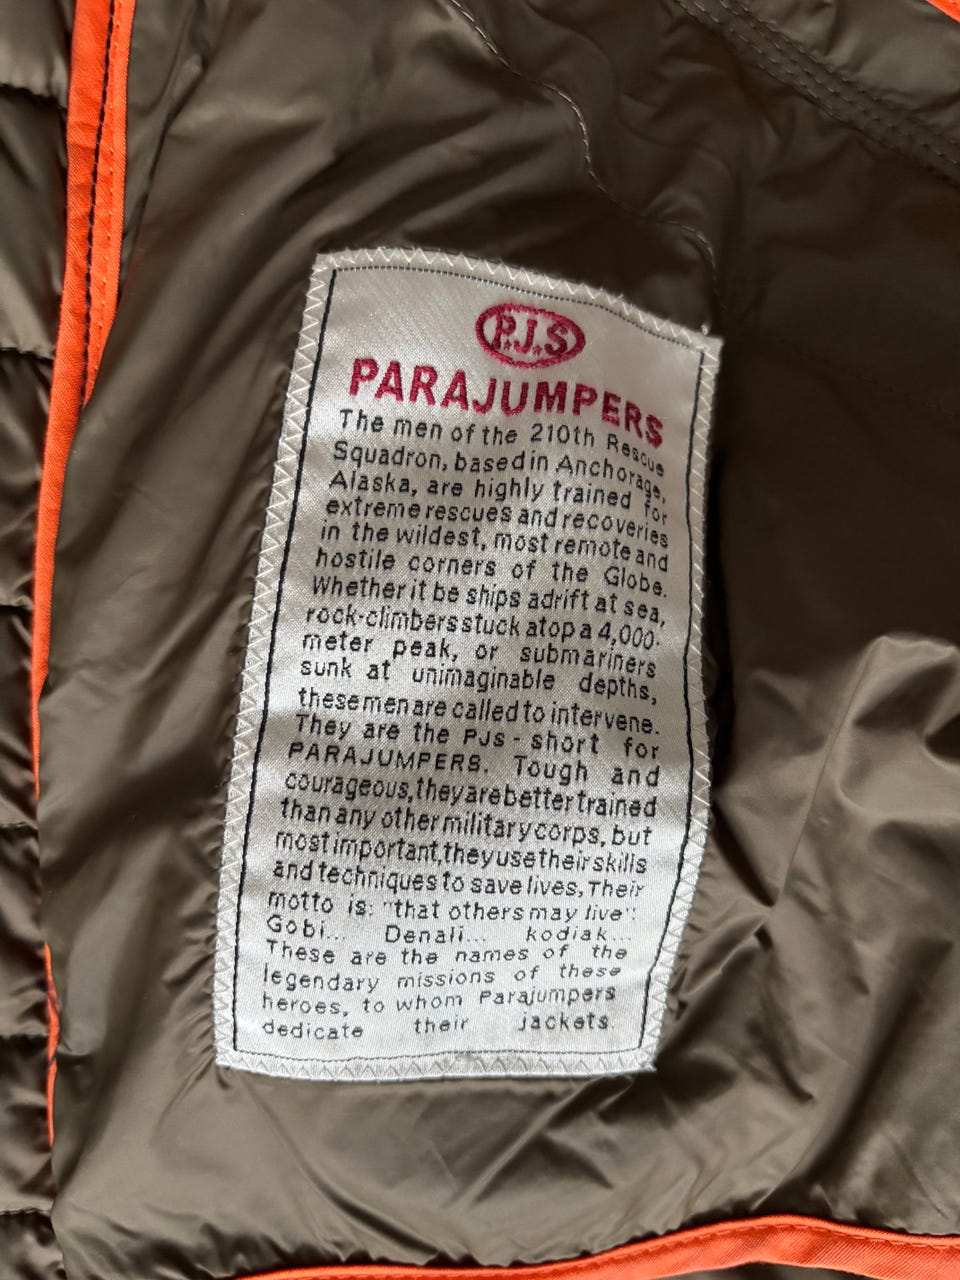 P.J.S
PARAJUMPERS
The men of the 210th Rescue
Squadron, based in Anchorage,
Alaska, are highly trained for
extreme rescues and recoveries
in the wildest, most remote and
hostile corners of the Globe.
Whether it be ships adrift at sea,
rock-climbers stuck atop a 4,000-
meter peak, or submariners
sunk at unimaginable depths,
these men are called to intervene.
They are the PJs - short for
PARAJUMPERS. Tough and
courageous, they are better trained
than any other military corps, but
most important, they use their skills
and techniques to save lives, Their
motto is: "that others may live":
Gobi... Denali... kodiak...
These are the names of the
legendary missions of these
heroes, to whom Parajumpers
dedicate their jackets.